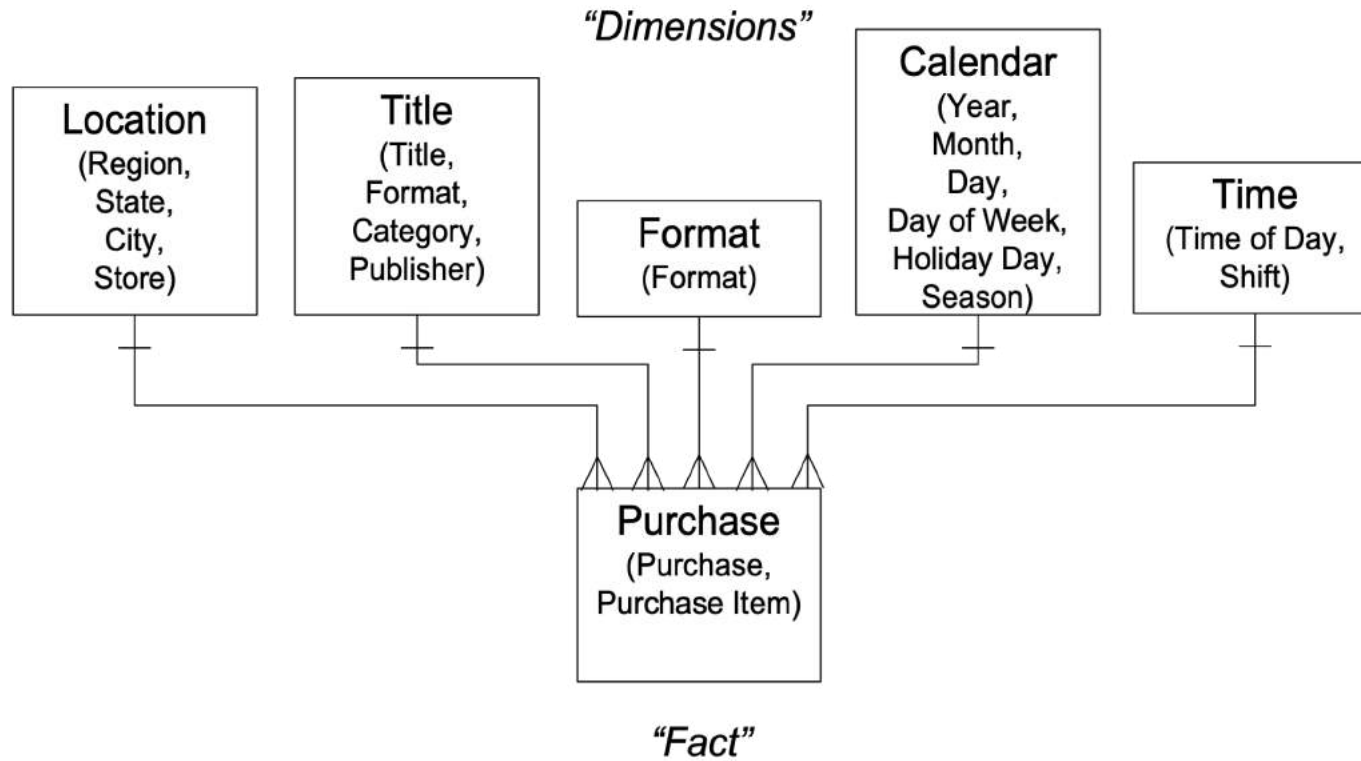 “Dimensions”
Location
(Region,
State,
City,
Store)
Title
(Title,
Format,
Category,
Publisher)
Format
(Format)
Calendar
(Year,
Month,
Day,
Day of Week,
Holiday Day,
Season)
Time
(Time of Day,
Shift)
Purchase
(Purchase,
Purchase Item)
“Fact”